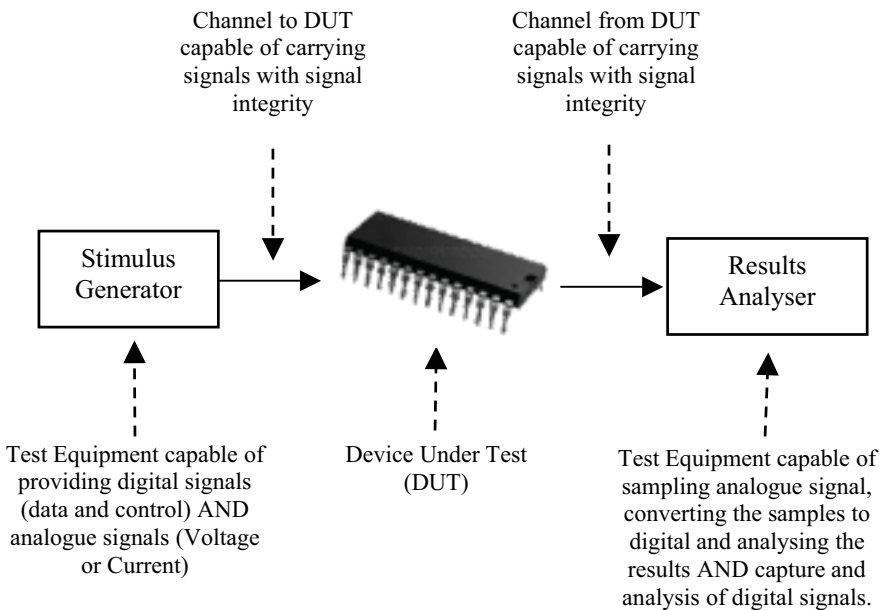 Channel to DUT
capable of carrying
signals with signal
integrity
Channel from DUT
capable of carrying
signals with signal
integrity
Stimulus
Generator
Results
Analyser
Test Equipment capable of
providing digital signals
(data and control) AND
analogue signals (Voltage
or Current)
Device Under Test
(DUT)
Test Equipment capable of
sampling analogue signal,
converting the samples to
digital and analysing the
results AND capture and
analysis of digital signals.